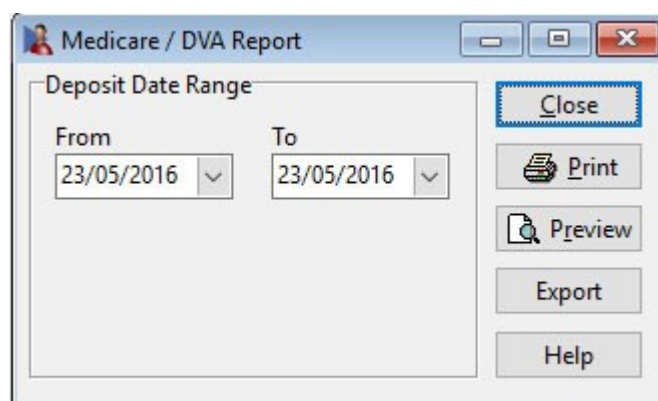 Medicare / DVA Report
Deposit Date Range
From To
23/05/2016 23/05/2016
Close
Print
Preview
Export
Help